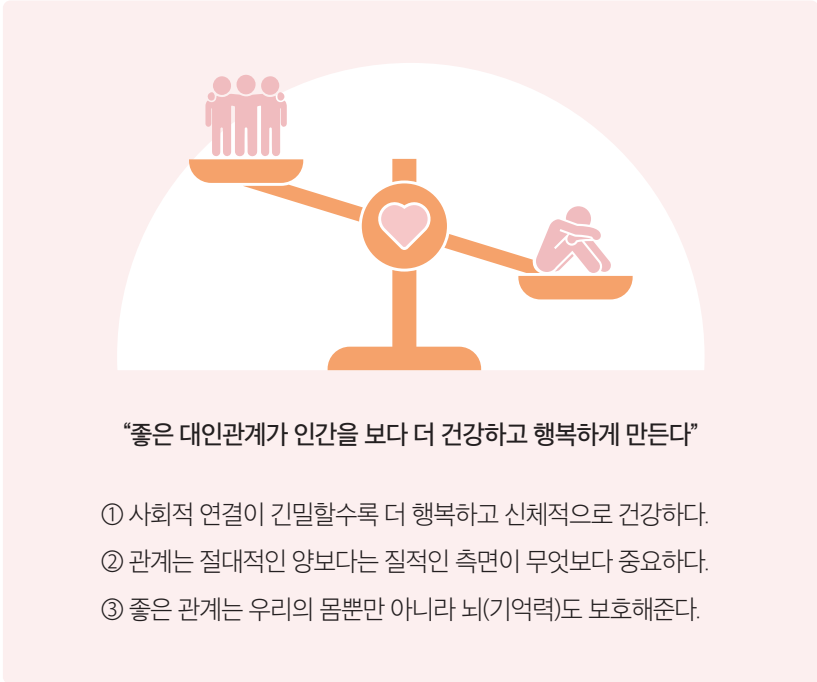 “좋은 대인관계가 인간을 보다 더 건강하고 행복하게 만든다”
① 사회적 연결이 긴밀할수록 더 행복하고 신체적으로 건강하다.
② 관계는 절대적인 양보다는 질적인 측면이 무엇보다 중요하다.
③ 좋은 관계는 우리의 몸뿐만 아니라 뇌(기억력)도 보호해준다.